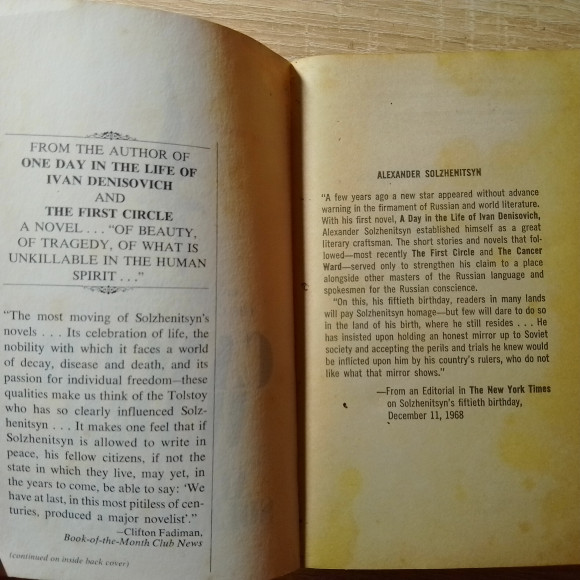 FROM THE AUTHOR OF
ONE DAY IN THE LIFE OF
IVAN DENISOVICH
AND
THE FIRST CIRCLE
A NOVEL . . . "OF BEAUTY,
OF TRAGEDY, OF WHAT IS
UNKILLABLE IN THE HUMAN
SPIRIT . . ."
"The most moving of Solzhenitsyn's
novels . . . Its celebration of life, the
nobility with which it faces a world
of decay, disease and death, and its
passion for individual freedom—these
qualities make us think of the Tolstoy
who has so clearly influenced Solz-
henitsyn . . . It makes one feel that if
Solzhenitsyn is allowed to write in
peace, his fellow citizens, if not the
state in which they live, may yet, in
the years to come, be able to say: 'We
have at last, in this most pitiless of cen-
turies, produced a major novelist'."
—Clifton Fadiman,
Book-of-the-Month Club News
(continued on inside back cover)
ALEXANDER SOLZHENITSYN
"A few years ago a new star appeared without advance
warning in the firmament of Russian and world literature.
With his first novel, A Day in the Life of Ivan Denisovich,
Alexander Solzhenitsyn established himself as a great
literary craftsman. The short stories and novels that fol-
lowed—most recently The First Circle and The Cancer
Ward—served only to strengthen his claim to a place
alongside other masters of the Russian language and
spokesmen for the Russian conscience.
"On this, his fiftieth birthday, readers in many lands
will pay Solzhenitsyn homage—but few will dare to do so
in the land of his birth, where he still resides . . . He
has insisted upon holding an honest mirror up to Soviet
society and accepting the perils and trials he knew would
be inflicted upon him by his country's rulers, who do not
like what that mirror shows."
—From an Editorial in The New York Times
on Solzhenitsyn's fiftieth birthday,
December 11, 1968